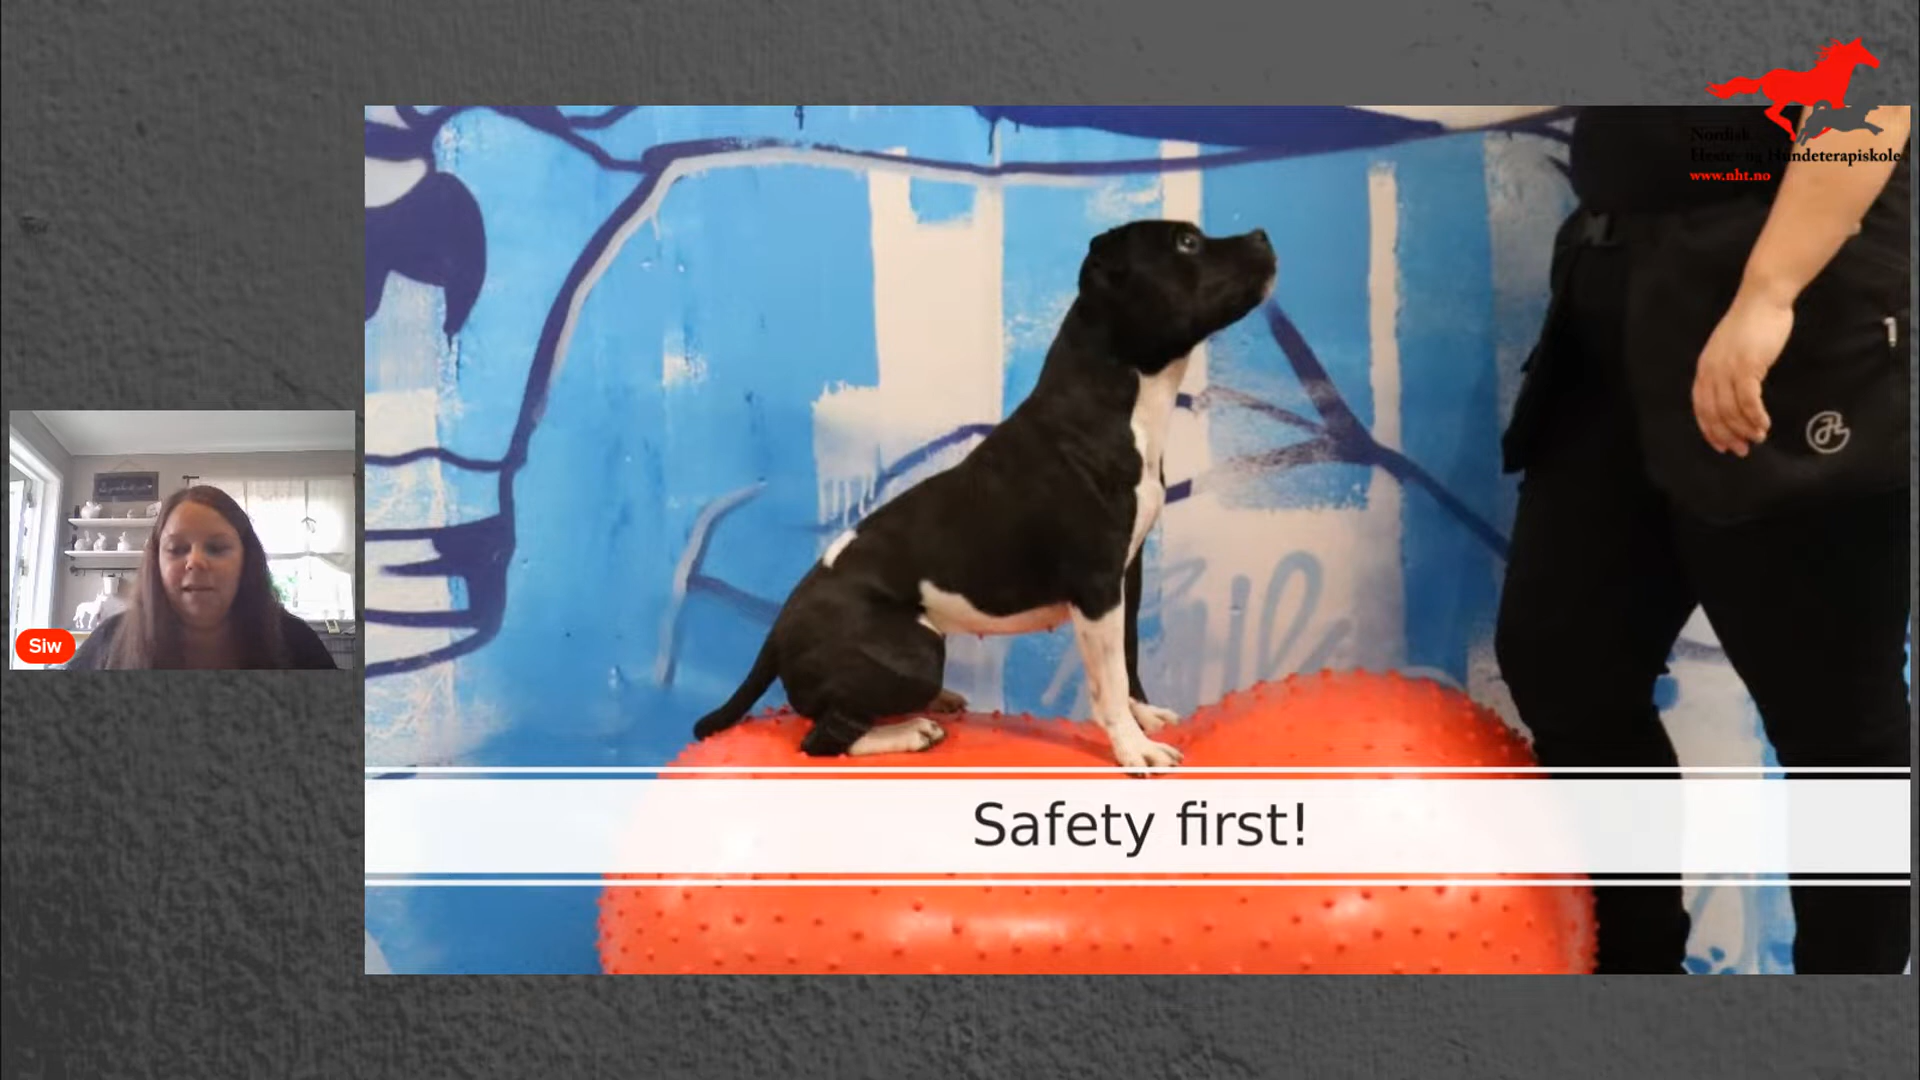 Nordisk
Heste- og Hundeterapiskole
www.nht.no
Siw
Safety first!